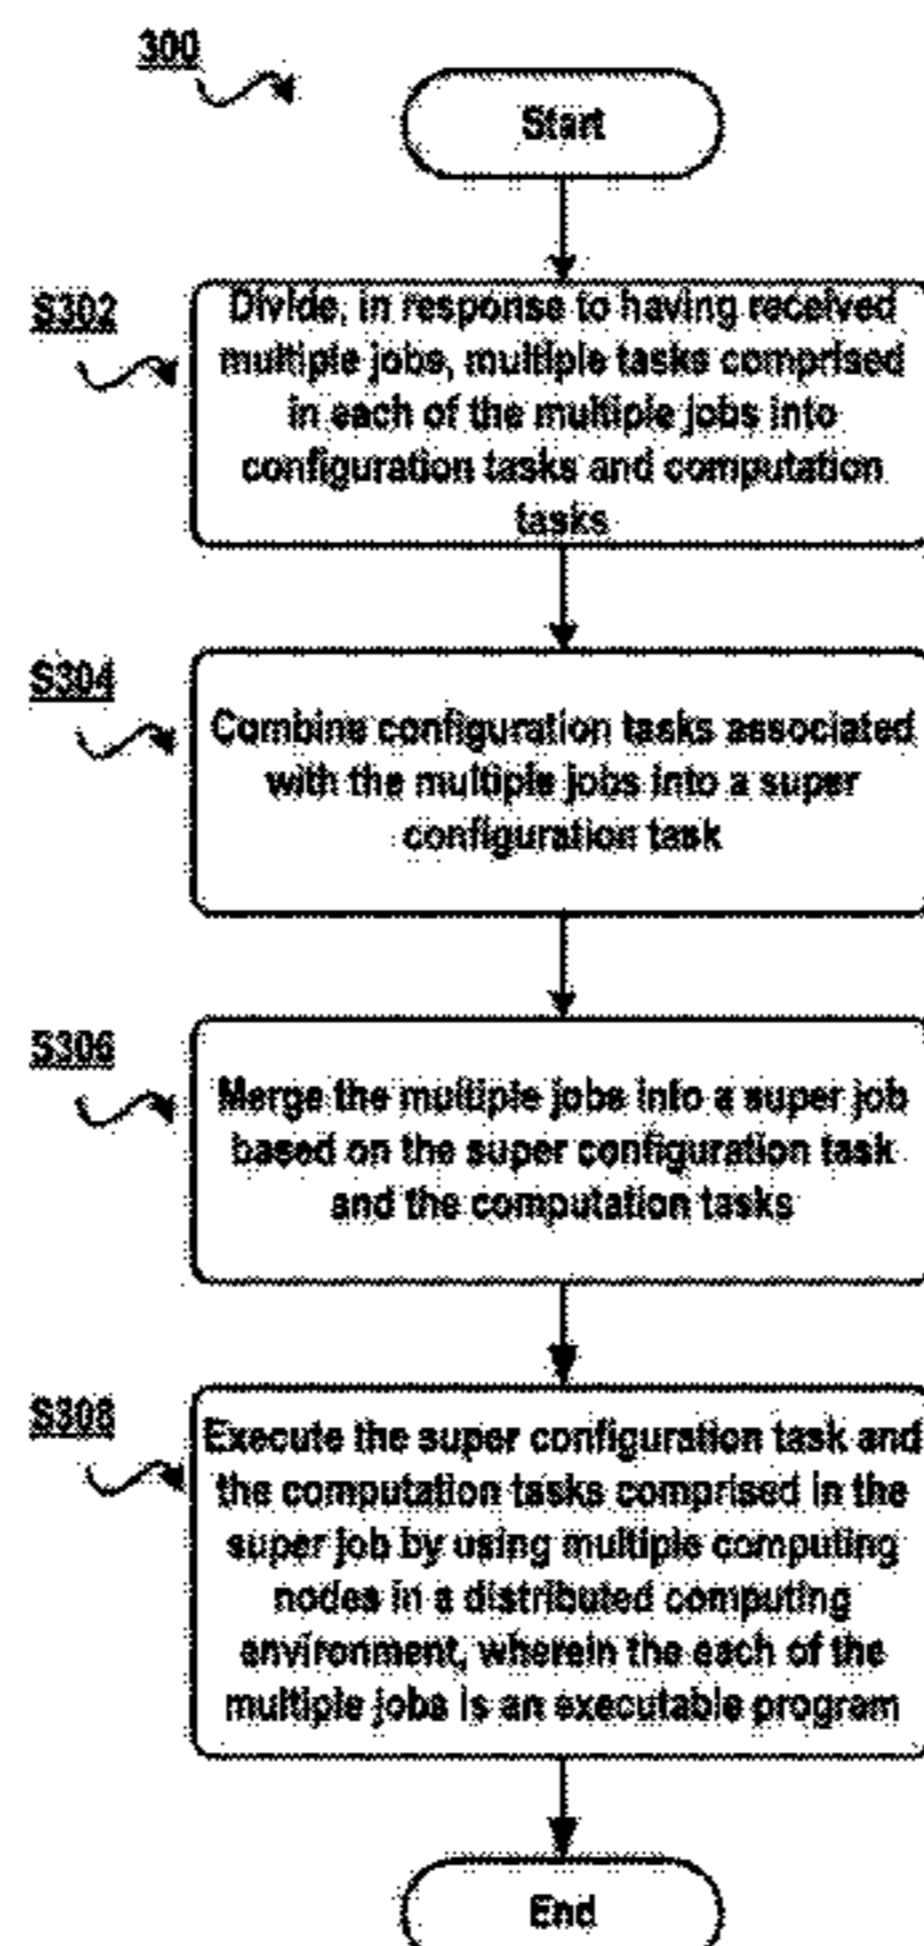 300
Start
S302
Divide, in response to having received
multiple jobs, multiple tasks comprised
in each of the multiple jobs into
configuration tasks and computation
tasks
S304
Combine configuration tasks associated
with the multiple jobs into a super
configuration task
S306
Merge the multiple jobs into a super job
based on the super configuration task
and the computation tasks
S308
Execute the super configuration task and
the computation tasks comprised in the
super job by using multiple computing
nodes in a distributed computing
environment, wherein the each of the
multiple jobs is an executable program
End